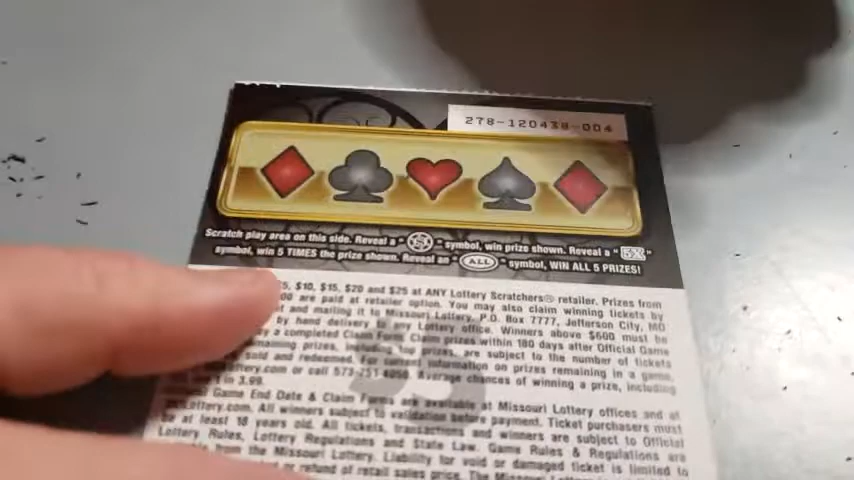 278-120438-004
Scratch play area on this side. Reveal a " " symbol, win prize shown. Reveal a " 5X "
symbol, win 5 TIMES the prize shown. Reveal an " ALL " symbol, WIN ALL 5 PRIZES!
$10, $15, $20 and $25 at ANY Lottery Scratchers® retailer. Prizes from
00 are paid at retailer option. You may also claim winning tickets by
and mailing it to Missouri Lottery, P.O. Box 7777, Jefferson City, MO
by hand delivery to any Lottery office. Winners above $600 must be
a completed Claim Form. Claim prizes within 180 days after Official Game
remaining prizes, including top prizes, are subject to the number of tickets
sold and redeemed. For current information on prizes remaining in a game,
or call 573-751-4050. Average chances of winning a prize, including
in 3.99.
Game End Date & Claim Forms are available at Missouri Lottery offices and at
Lottery.com. All winners subject to validation before payment. Ticket purchasers must
be at least 18 years old. All tickets, transactions and winners are subject to Official
Lottery Rules, Lottery Regulations and State Law. Game Rules & Regulations are
from the Missouri Lottery. Liability for void or damaged ticket is limited to
or refund of retail sales price. The Missouri